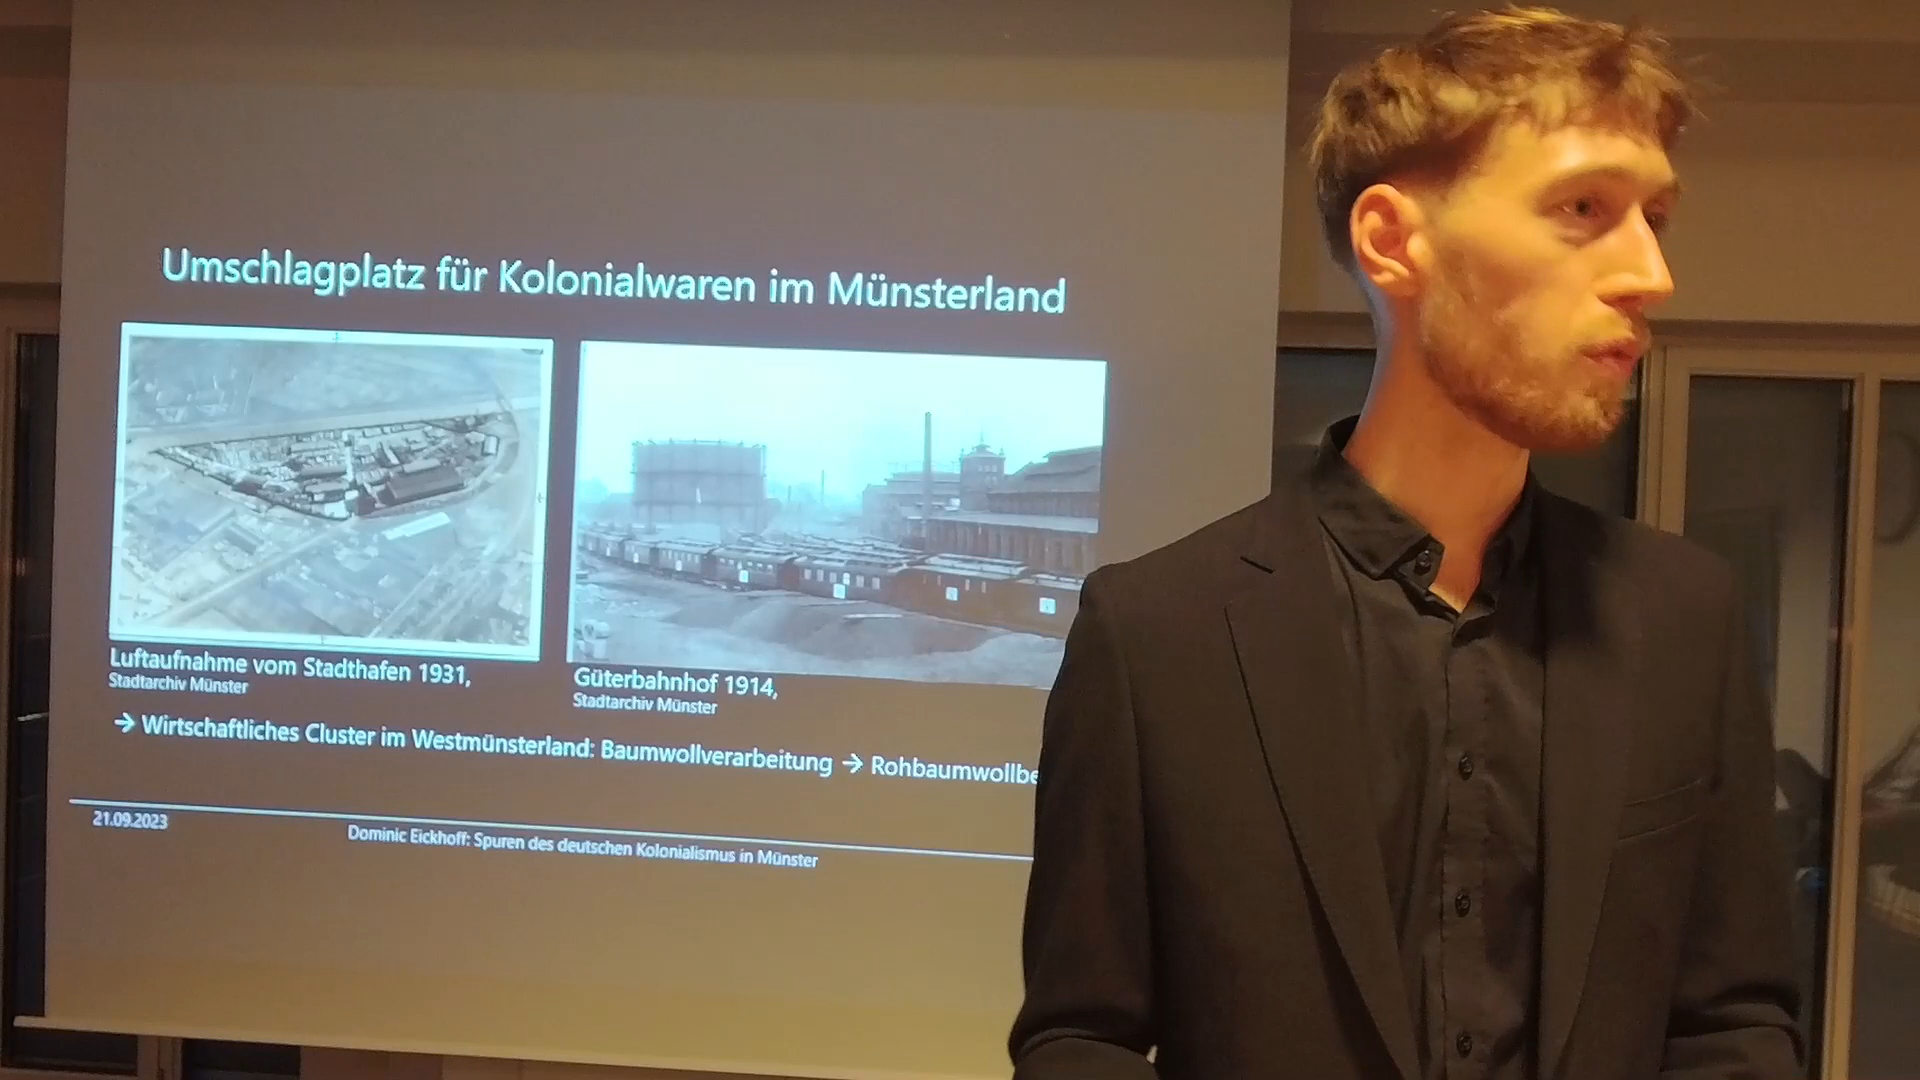 Umschlagplatz für Kolonialwaren im Münsterland
Luftaufnahme vom Stadthafen 1931,
Stadtarchiv Münster
Güterbahnhof 1914,
Stadtarchiv Münster
→ Wirtschaftliches Cluster im Westmünsterland: Baumwollverarbeitung → Rohbaumwollbe
21.09.2023
Dominic Eickhoff: Spuren des deutschen Kolonialismus in Münster